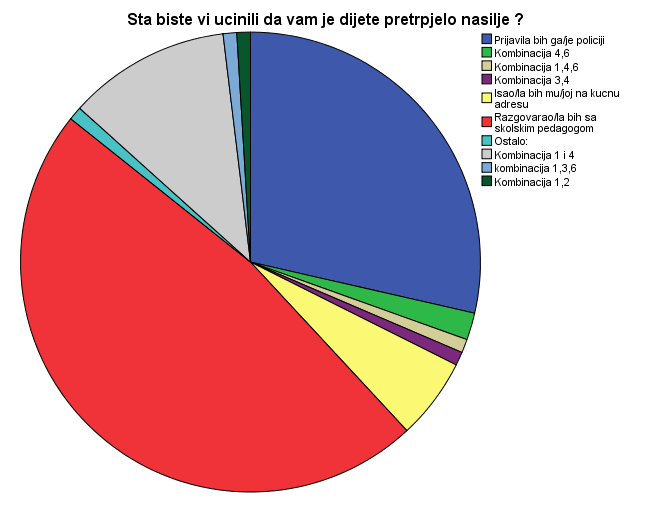 Sta biste vi ucinili da vam je dijete pretrpjelo nasilje ?
Prijavila bih ga/je policiji
Kombinacija 4,6
Kombinacija 1,4,6
Kombinacija 3,4
Isao/la bih mu/joj na kucnu
adresu
Razgovarao/la bih sa
skolskim pedagogom
Ostalo:
Kombinacija 1 i 4
kombinacija 1,3,6
Kombinacija 1,2